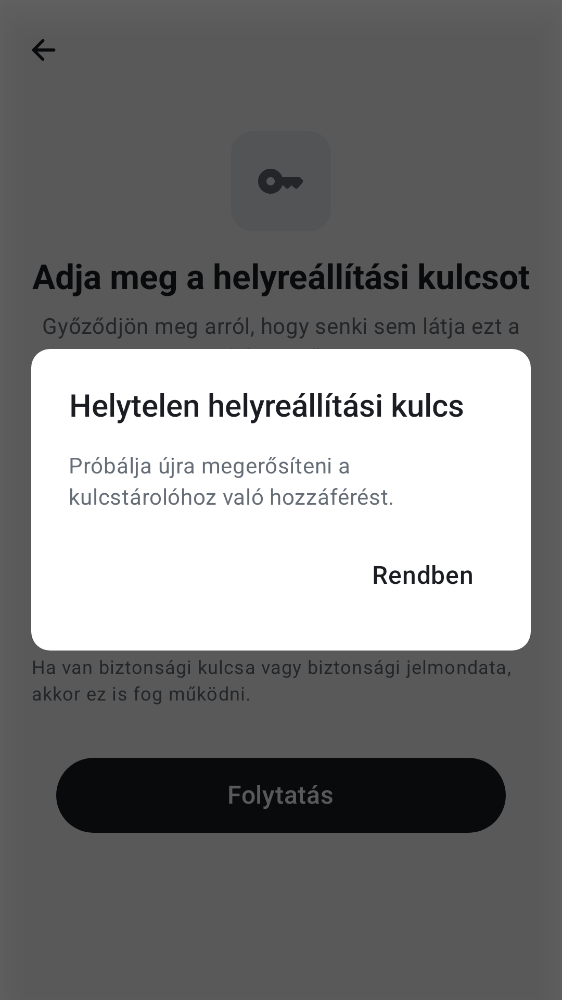 Adja meg a helyreállítási kulcsot
Győződjön meg arról, hogy senki sem látja ezt a
Helytelen helyreállítási kulcs
Próbálja újra megerősíteni a
kulcstárolóhoz való hozzáférést.
Rendben
Ha van biztonsági kulcsa vagy biztonsági jelmondata,
akkor ez is fog működni.
Folytatás